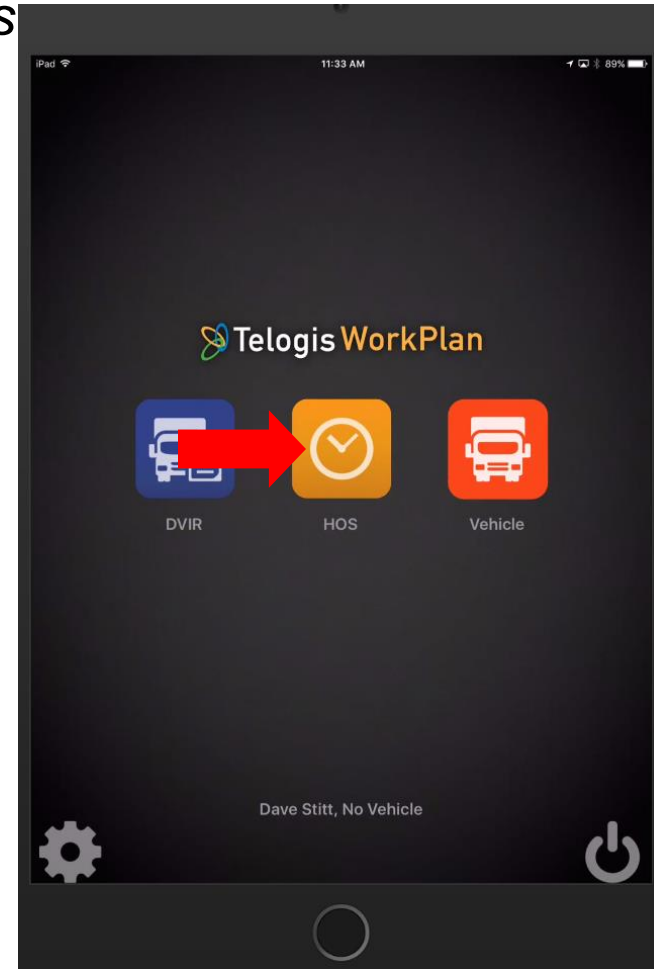 s
iPad 11:33 AM 89%
Telogis WorkPlan
DVIR HOS Vehicle
Dave Stitt, No Vehicle